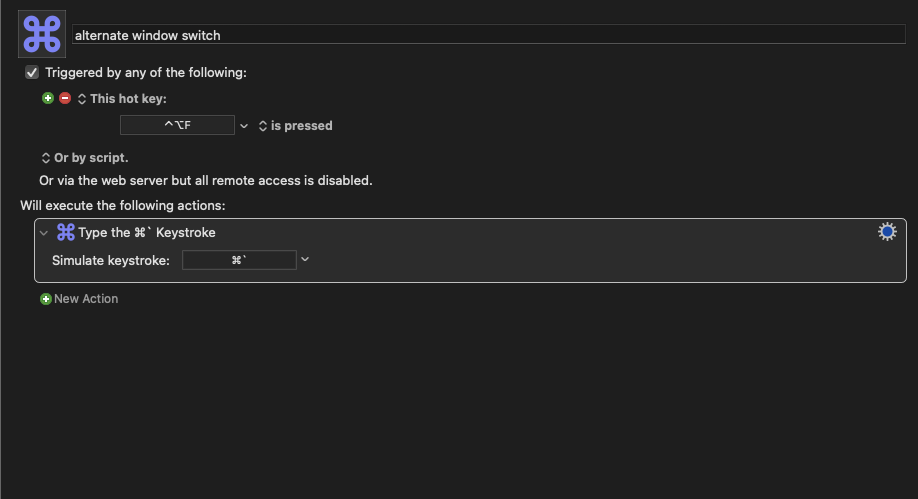 alternate window switch
Triggered by any of the following:
This hot key:
⌃⌥F is pressed
Or by script.
Or via the web server but all remote access is disabled.
Will execute the following actions:
Type the ⌘` Keystroke
Simulate keystroke: ⌘`
New Action